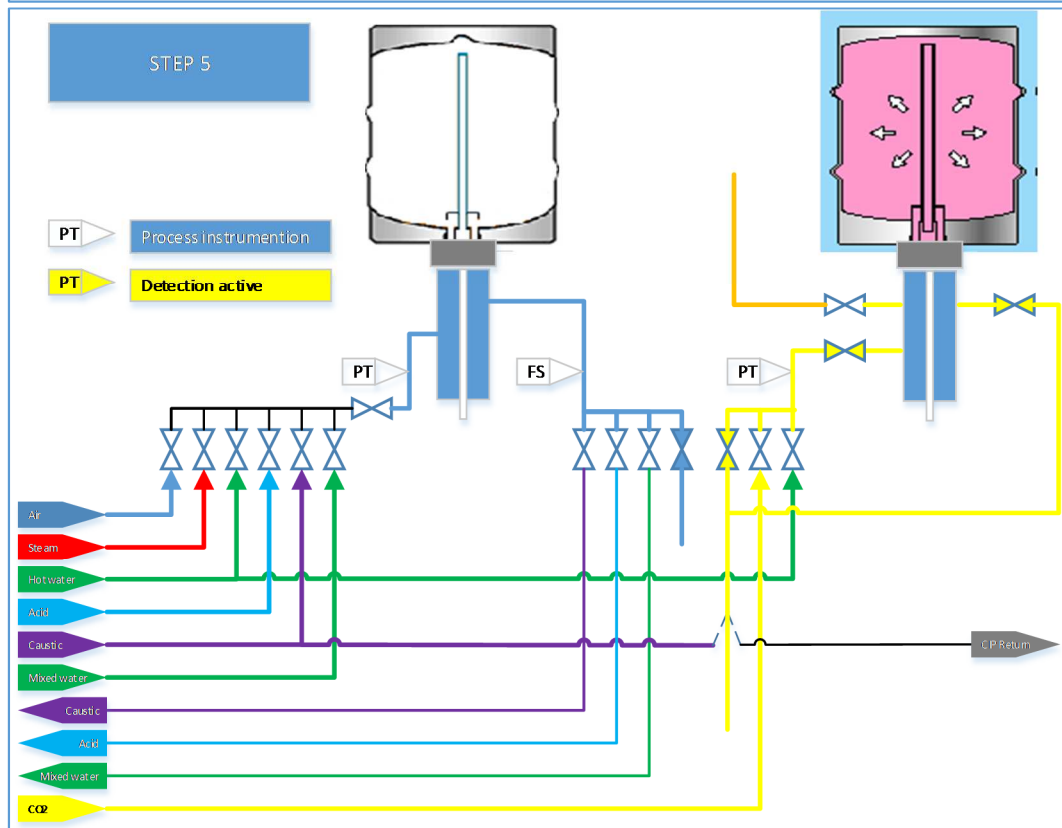 STEP 5
PT
Process instrumention
PT
Detection active
PT
FS
PT
Air
Steam
Hot water
Acid
Caustic
CIP Return
Mixed water
Caustic
Acid
Mixed water
CO2